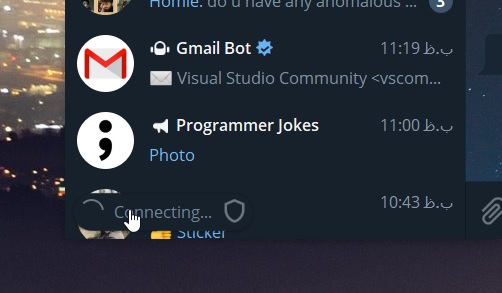 Homie: do u have any anomalous ... 3
Gmail Bot 11:19 ب.ظ
Visual Studio Community <vscom...
Programmer Jokes 11:00 ب.ظ
Photo
10:43 ب.ظ
Connecting...
Sticker